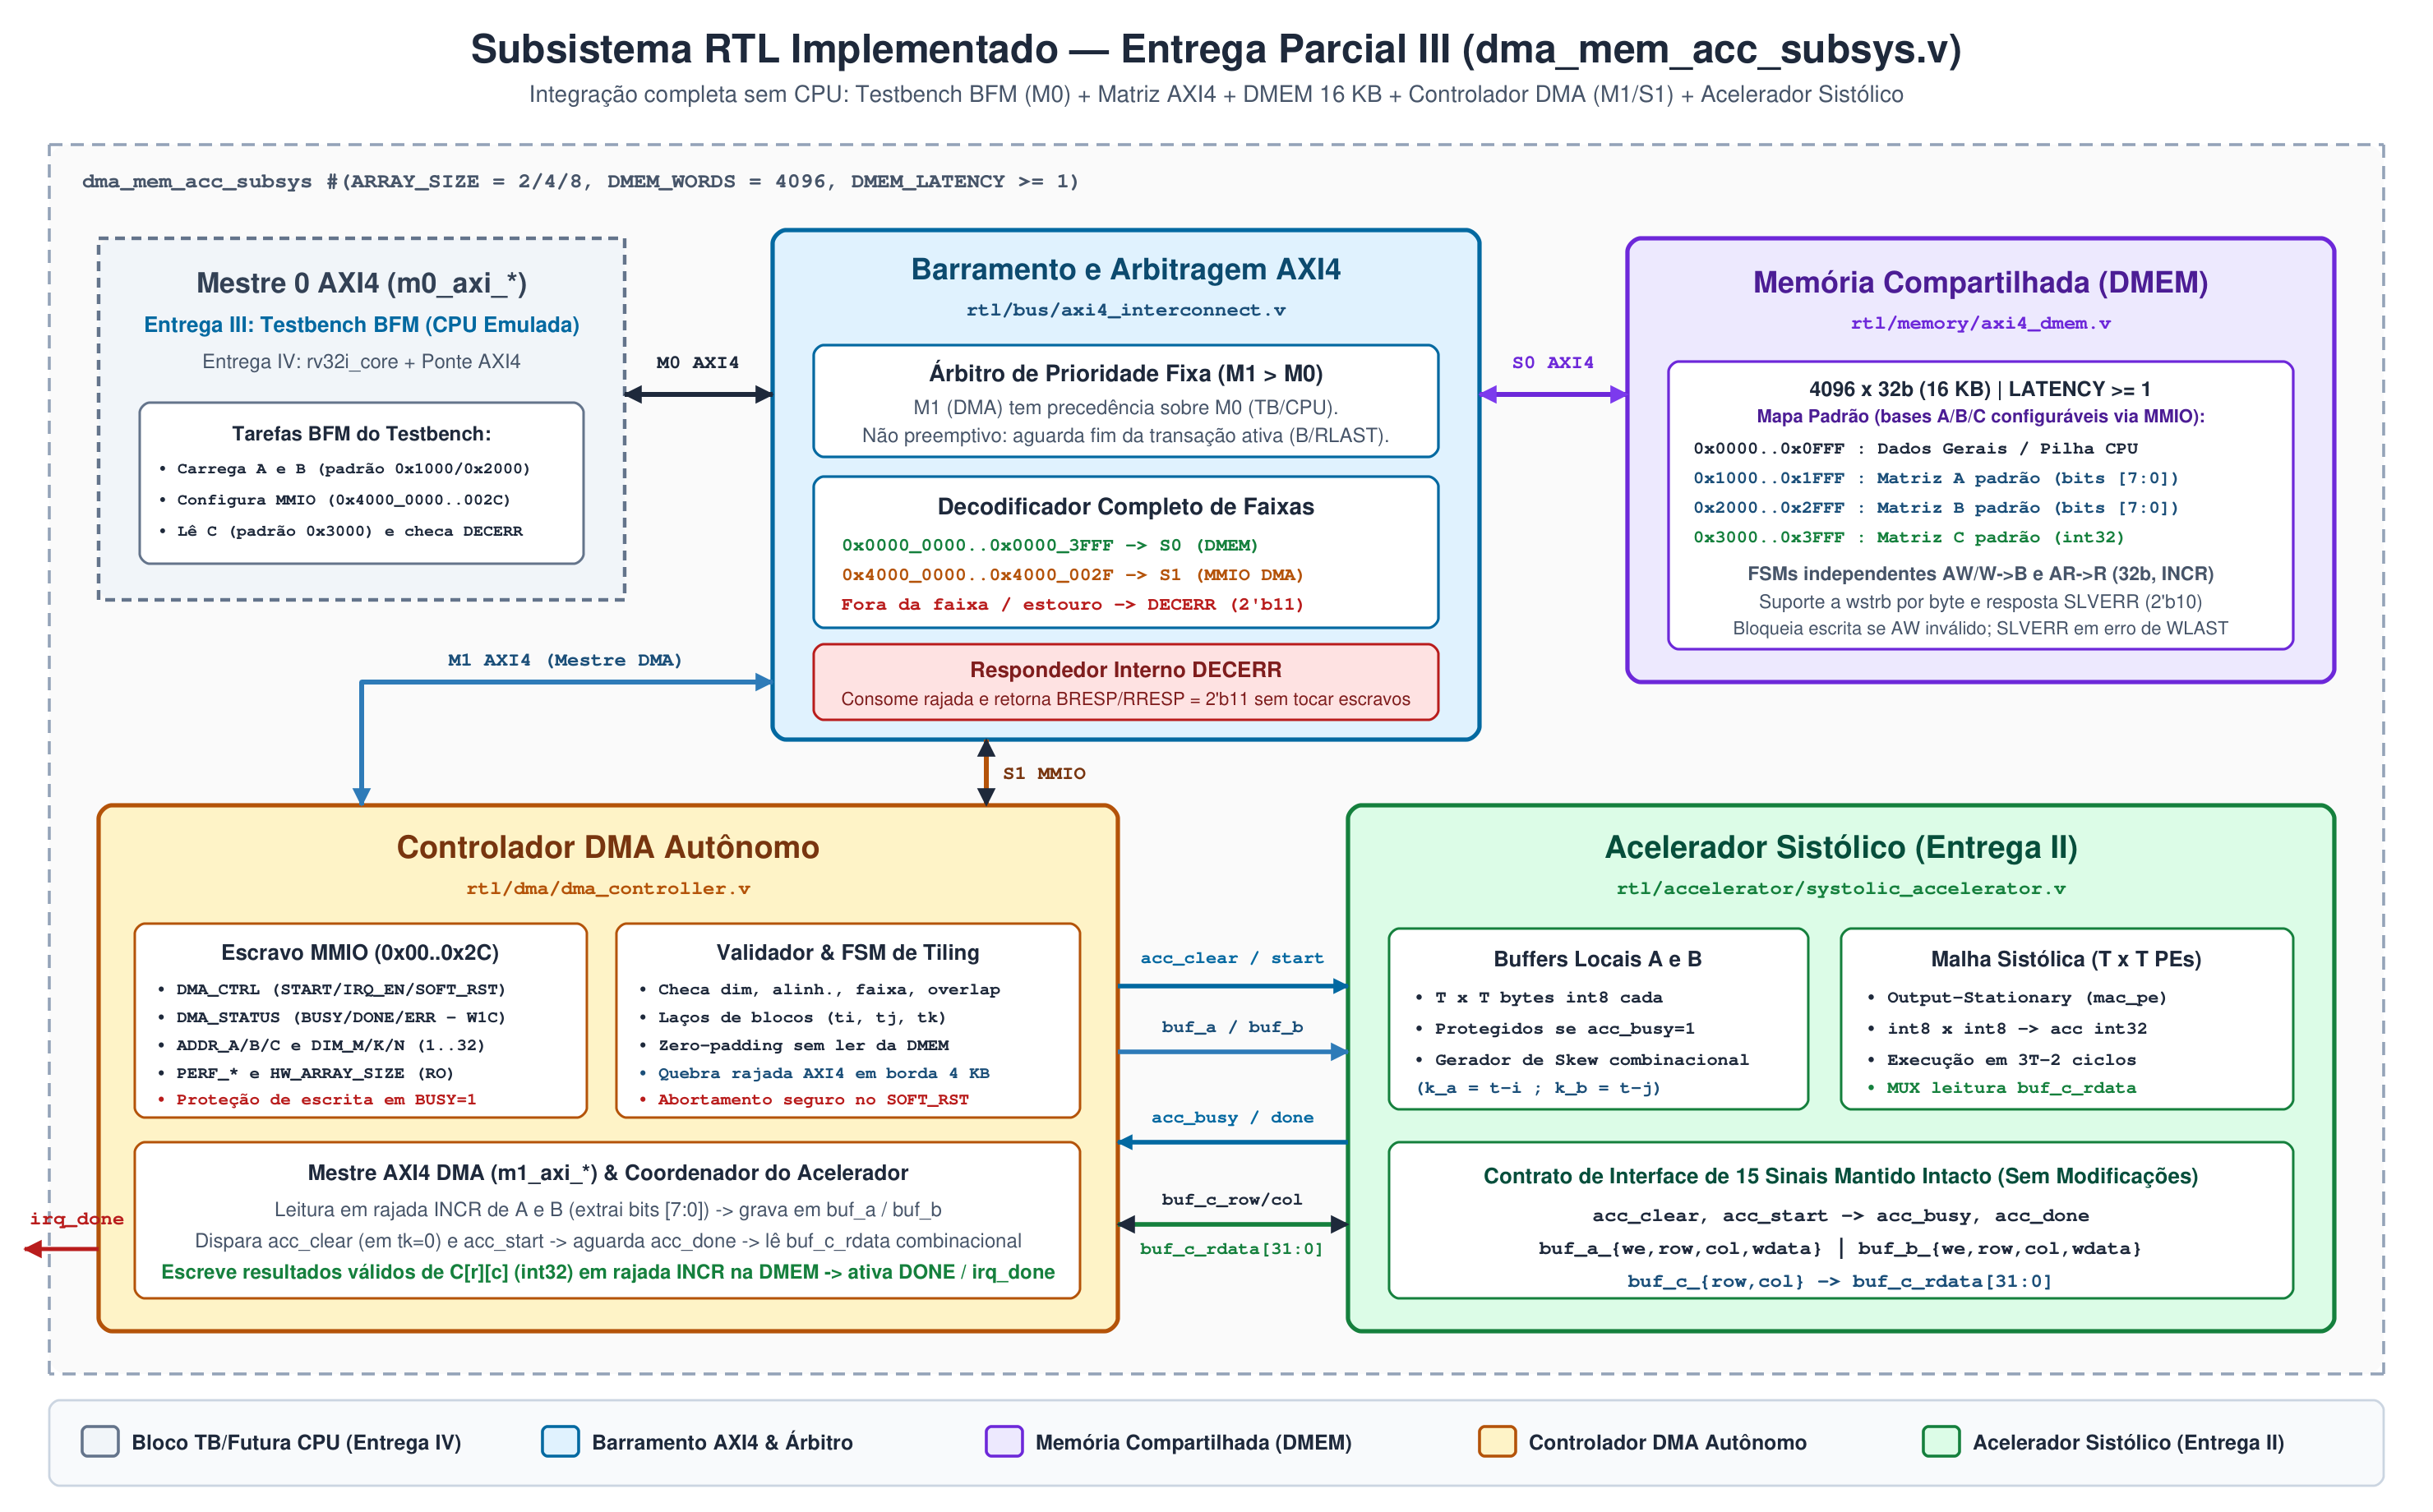 Subsistema RTL Implementado — Entrega Parcial III (dma_mem_acc_subsys.v)
Integração completa sem CPU: Testbench BFM (M0) + Matriz AXI4 + DMEM 16 KB + Controlador DMA (M1/S1) + Acelerador Sistólico
dma_mem_acc_subsys #(ARRAY_SIZE = 2/4/8, DMEM_WORDS = 4096, DMEM_LATENCY >= 1)
Mestre 0 AXI4 (m0_axi_*)
Entrega III: Testbench BFM (CPU Emulada)
Entrega IV: rv32i_core + Ponte AXI4
Tarefas BFM do Testbench:
• Carrega A e B (padrão 0x1000/0x2000)
• Configura MMIO (0x4000_0000..002C)
• Lê C (padrão 0x3000) e checa DECERR
M0 AXI4
Barramento e Arbitragem AXI4
rtl/bus/axi4_interconnect.v
Árbitro de Prioridade Fixa (M1 > M0)
M1 (DMA) tem precedência sobre M0 (TB/CPU).
Não preemptivo: aguarda fim da transação ativa (B/RLAST).
Decodificador Completo de Faixas
0x0000_0000..0x0000_3FFF -> S0 (DMEM)
0x4000_0000..0x4000_002F -> S1 (MMIO DMA)
Fora da faixa / estouro -> DECERR (2'b11)
Respondedor Interno DECERR
Consome rajada e retorna BRESP/RRESP = 2'b11 sem tocar escravos
S0 AXI4
Memória Compartilhada (DMEM)
rtl/memory/axi4_dmem.v
4096 x 32b (16 KB) | LATENCY >= 1
Mapa Padrão (bases A/B/C configuráveis via MMIO):
0x0000..0x0FFF : Dados Gerais / Pilha CPU
0x1000..0x1FFF : Matriz A padrão (bits [7:0])
0x2000..0x2FFF : Matriz B padrão (bits [7:0])
0x3000..0x3FFF : Matriz C padrão (int32)
FSMs independentes AW/W->B e AR->R (32b, INCR)
Suporte a wstrb por byte e resposta SLVERR (2'b10)
Bloqueia escrita se AW inválido; SLVERR em erro de WLAST
M1 AXI4 (Mestre DMA)
S1 MMIO
Controlador DMA Autônomo
rtl/dma/dma_controller.v
Escravo MMIO (0x00..0x2C)
• DMA_CTRL (START/IRQ_EN/SOFT_RST)
• DMA_STATUS (BUSY/DONE/ERR - W1C)
• ADDR_A/B/C e DIM_M/K/N (1..32)
• PERF_* e HW_ARRAY_SIZE (RO)
• Proteção de escrita em BUSY=1
Validador & FSM de Tiling
• Checa dim, alinh., faixa, overlap
• Laços de blocos (ti, tj, tk)
• Zero-padding sem ler da DMEM
• Quebra rajada AXI4 em borda 4 KB
• Abortamento seguro no SOFT_RST
Mestre AXI4 DMA (m1_axi_*) & Coordenador do Acelerador
Leitura em rajada INCR de A e B (extrai bits [7:0]) -> grava em buf_a / buf_b
Dispara acc_clear (em tk=0) e acc_start -> aguarda acc_done -> lê buf_c_rdata combinacional
Escreve resultados válidos de C[r][c] (int32) em rajada INCR na DMEM -> ativa DONE / irq_done
irq_done
acc_clear / start
buf_a / buf_b
acc_busy / done
buf_c_row/col
buf_c_rdata[31:0]
Acelerador Sistólico (Entrega II)
rtl/accelerator/systolic_accelerator.v
Buffers Locais A e B
• T x T bytes int8 cada
• Protegidos se acc_busy=1
• Gerador de Skew combinacional
(k_a = t-i ; k_b = t-j)
Malha Sistólica (T x T PEs)
• Output-Stationary (mac_pe)
• int8 x int8 -> acc int32
• Execução em 3T-2 ciclos
• MUX leitura buf_c_rdata
Contrato de Interface de 15 Sinais Mantido Intacto (Sem Modificações)
acc_clear, acc_start -> acc_busy, acc_done
buf_a_{we,row,col,wdata} | buf_b_{we,row,col,wdata}
buf_c_{row,col} -> buf_c_rdata[31:0]
Bloco TB/Futura CPU (Entrega IV)
Barramento AXI4 & Árbitro
Memória Compartilhada (DMEM)
Controlador DMA Autônomo
Acelerador Sistólico (Entrega II)